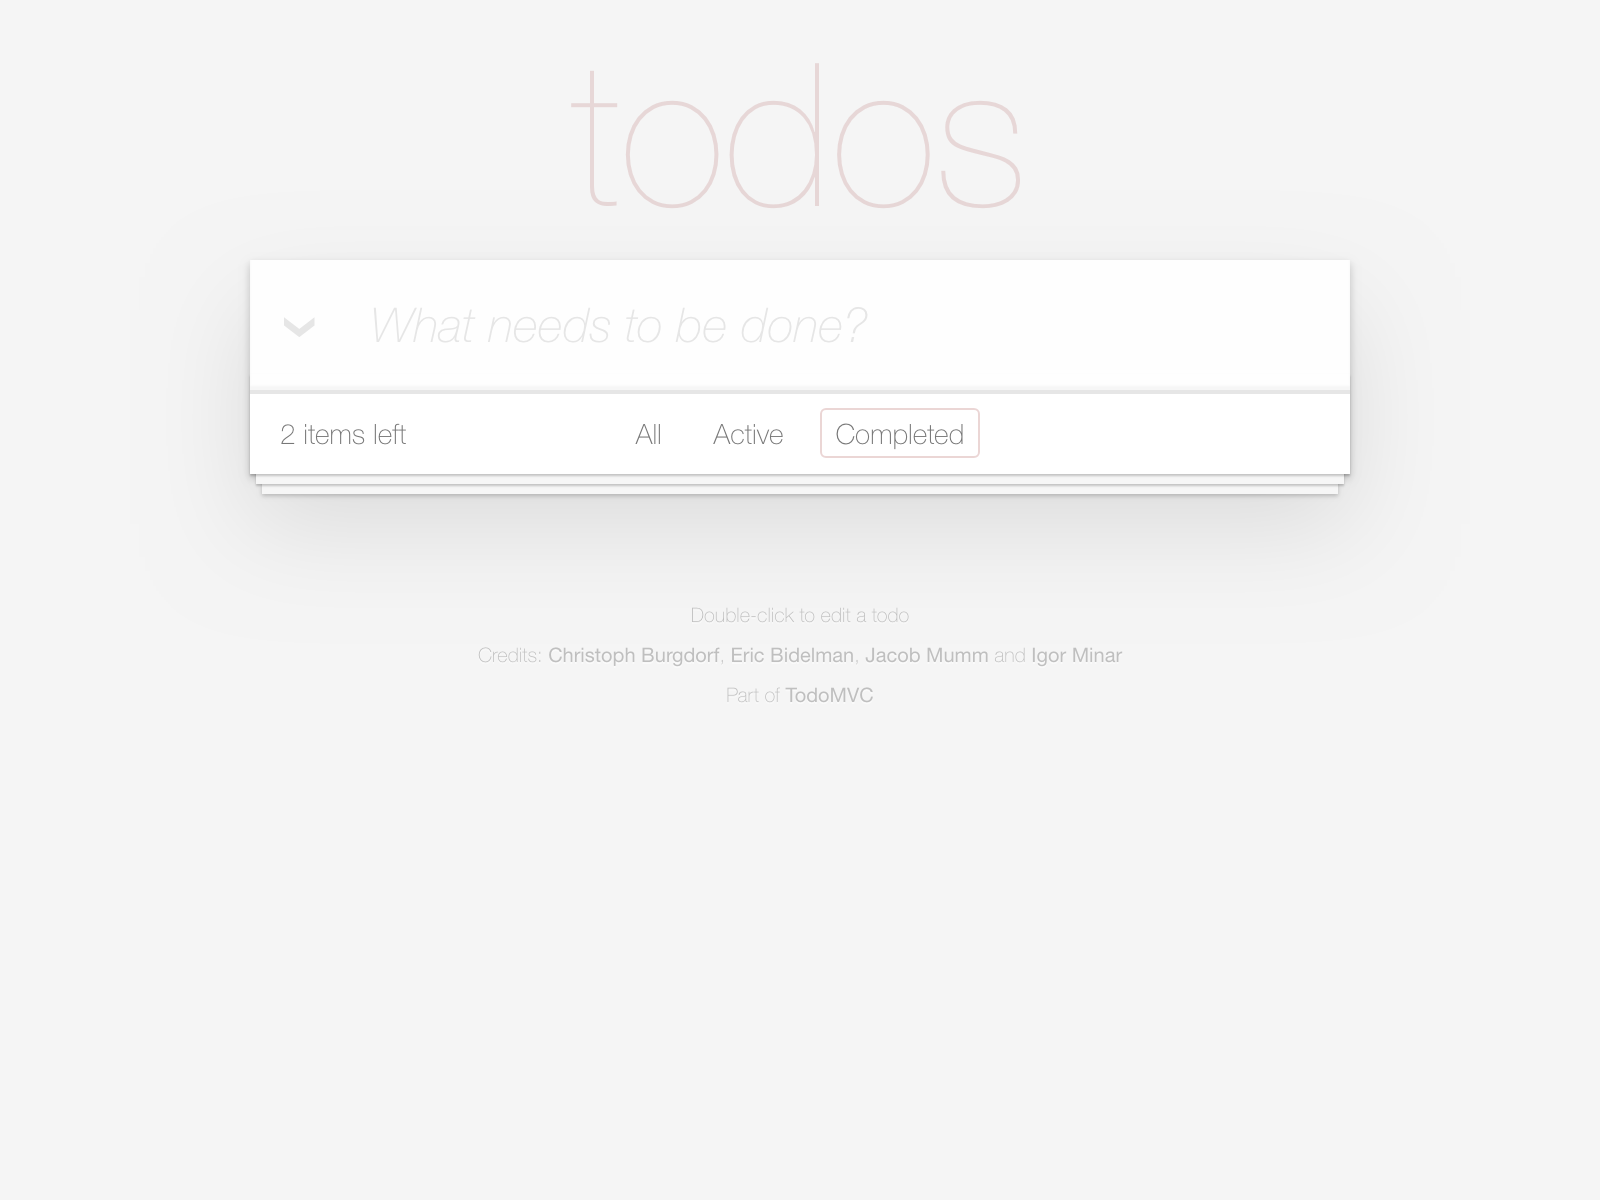 todos
What needs to be done?
2 items left All Active Completed
Double-click to edit a todo
Credits: Christoph Burgdorf, Eric Bidelman, Jacob Mumm and Igor Minar
Part of TodoMVC